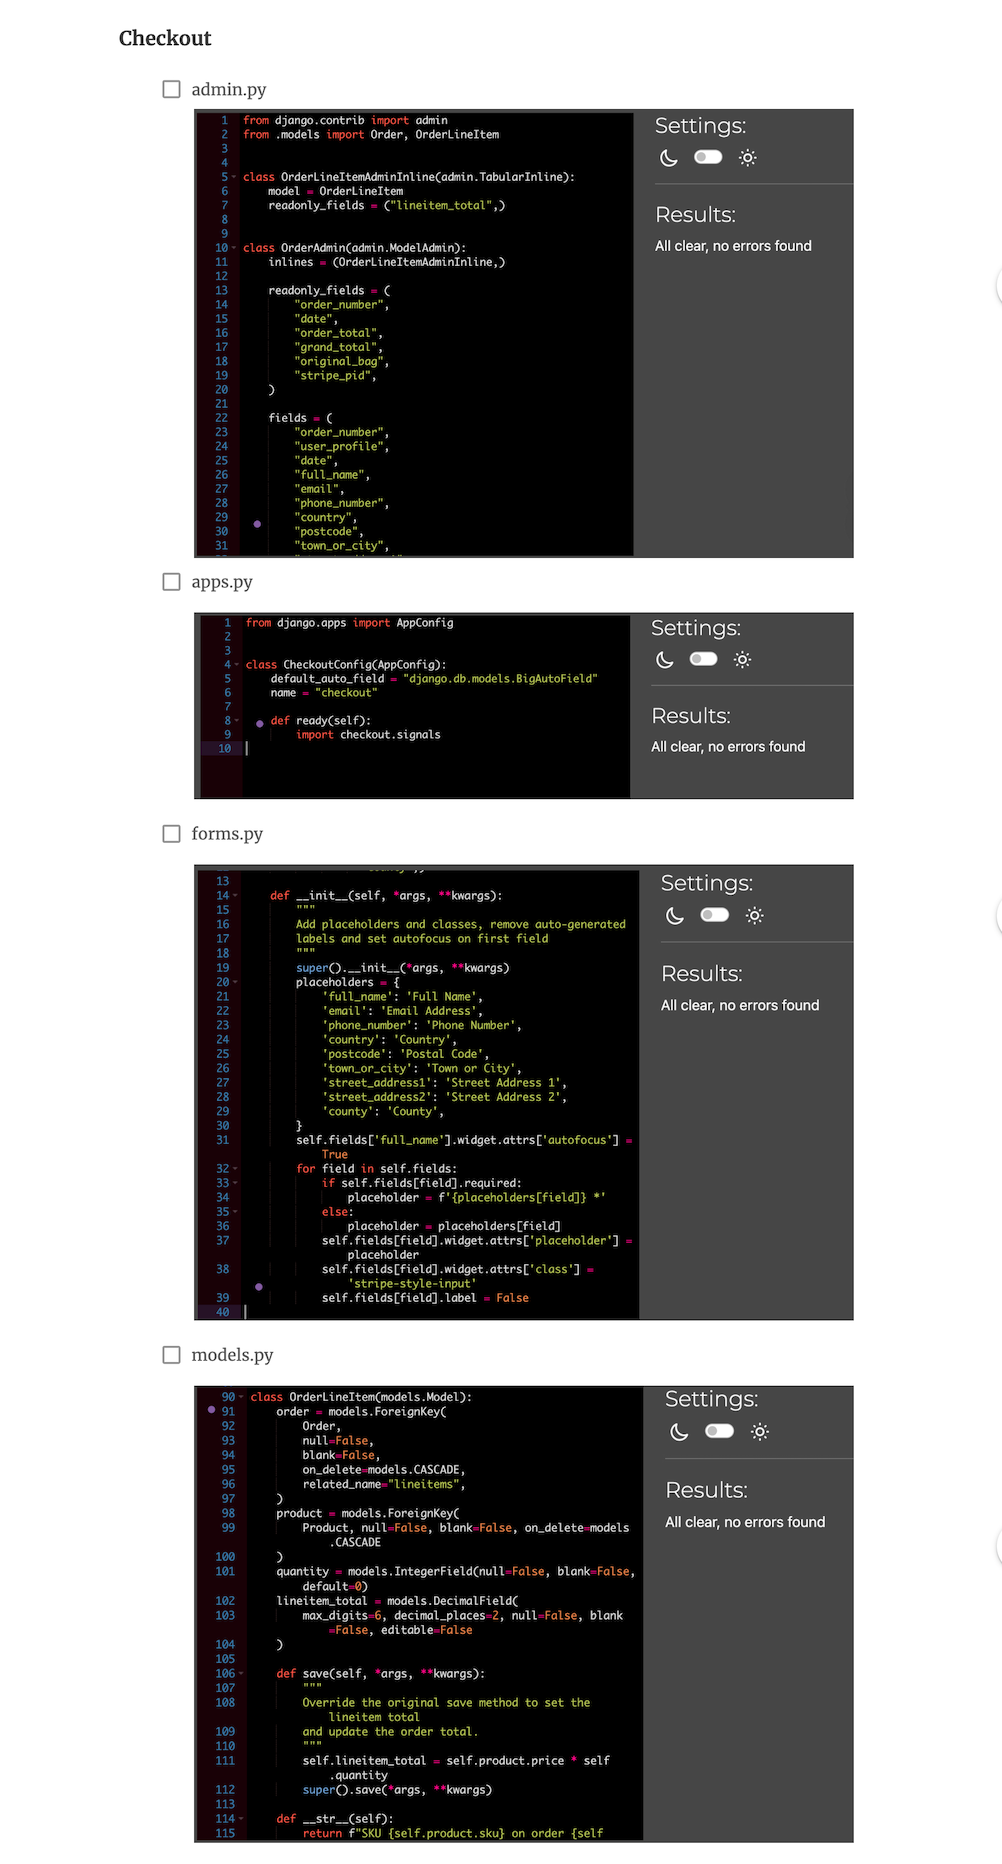 Checkout
admin.py
1 from django.contrib import admin
2 from .models import Order, OrderLineItem
3
4
5 class OrderLineItemAdminInline(admin.TabularInline):
6 model = OrderLineItem
7 readonly_fields = ("lineitem_total",)
8
9
10 class OrderAdmin(admin.ModelAdmin):
11 inlines = (OrderLineItemAdminInline,)
12
13 readonly_fields = (
14 "order_number",
15 "date",
16 "order_total",
17 "grand_total",
18 "original_bag",
19 "stripe_pid",
20 )
21
22 fields = (
23 "order_number",
24 "user_profile",
25 "date",
26 "full_name",
27 "email",
28 "phone_number",
29 "country",
30 "postcode",
31 "town_or_city",
Settings:
Results:
All clear, no errors found
apps.py
1 from django.apps import AppConfig
2
3
4 class CheckoutConfig(AppConfig):
5 default_auto_field = "django.db.models.BigAutoField"
6 name = "checkout"
7
8 def ready(self):
9 import checkout.signals
10
Settings:
Results:
All clear, no errors found
forms.py
13
14 def __init__(self, *args, **kwargs):
15 """
16 Add placeholders and classes, remove auto-generated
17 labels and set autofocus on first field
18 """
19 super().__init__(*args, **kwargs)
20 placeholders = {
21 'full_name': 'Full Name',
22 'email': 'Email Address',
23 'phone_number': 'Phone Number',
24 'country': 'Country',
25 'postcode': 'Postal Code',
26 'town_or_city': 'Town or City',
27 'street_address1': 'Street Address 1',
28 'street_address2': 'Street Address 2',
29 'county': 'County',
30 }
31 self.fields['full_name'].widget.attrs['autofocus'] =
True
32 for field in self.fields:
33 if self.fields[field].required:
34 placeholder = f'{placeholders[field]} *'
35 else:
36 placeholder = placeholders[field]
37 self.fields[field].widget.attrs['placeholder'] =
placeholder
38 self.fields[field].widget.attrs['class'] =
'stripe-style-input'
39 self.fields[field].label = False
40
Settings:
Results:
All clear, no errors found
models.py
90 class OrderLineItem(models.Model):
91 order = models.ForeignKey(
92 Order,
93 null=False,
94 blank=False,
95 on_delete=models.CASCADE,
96 related_name="lineitems",
97 )
98 product = models.ForeignKey(
99 Product, null=False, blank=False, on_delete=models
.CASCADE
100 )
101 quantity = models.IntegerField(null=False, blank=False,
default=0)
102 lineitem_total = models.DecimalField(
103 max_digits=6, decimal_places=2, null=False, blank
=False, editable=False
104 )
105
106 def save(self, *args, **kwargs):
107 """
108 Override the original save method to set the
lineitem total
109 and update the order total.
110 """
111 self.lineitem_total = self.product.price * self
.quantity
112 super().save(*args, **kwargs)
113
114 def __str__(self):
115 return f"SKU {self.product.sku} on order {self
Settings:
Results:
All clear, no errors found